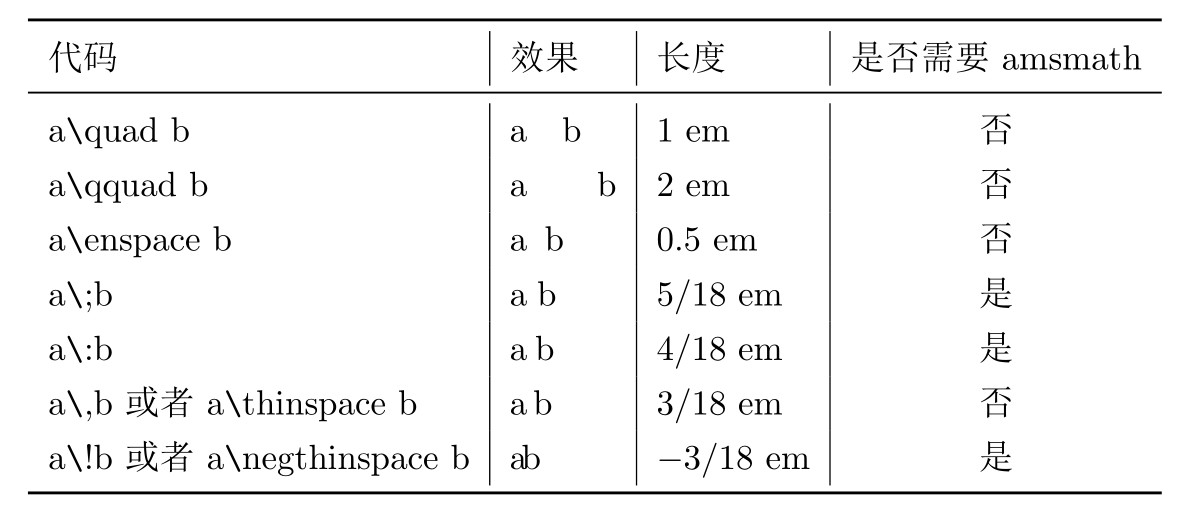 代码 效果 长度 是否需要 amsmath
a\quad b a b 1 em 否
a\qquad b a b 2 em 否
a\enspace b a b 0.5 em 否
a\;b a b 5/18 em 是
a\:b a b 4/18 em 是
a\,b 或者 a\thinspace b a b 3/18 em 否
a\!b 或者 a\negthinspace b ab −3/18 em 是